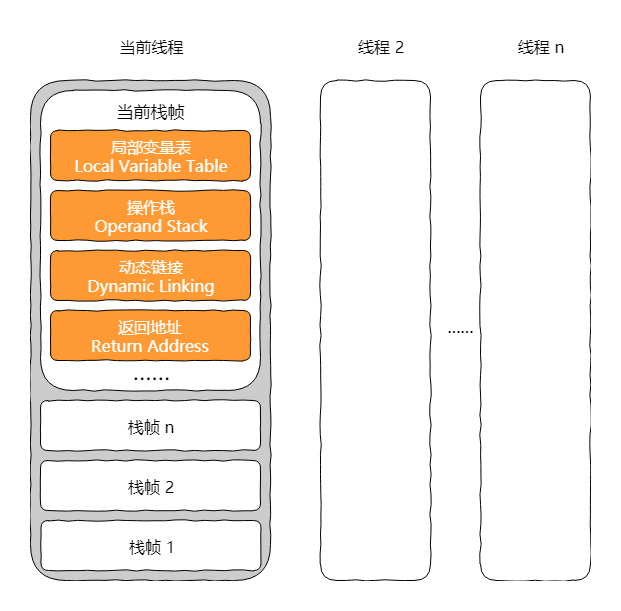 当前线程
线程 2
线程 n
当前栈帧
局部变量表
Local Variable Table
操作栈
Operand Stack
动态链接
Dynamic Linking
返回地址
Return Address
……
……
栈帧 n
栈帧 2
栈帧 1